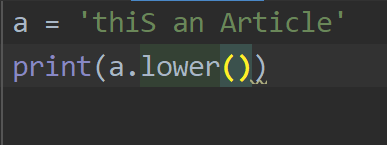 a = 'thiS an Article'
print(a.lower())